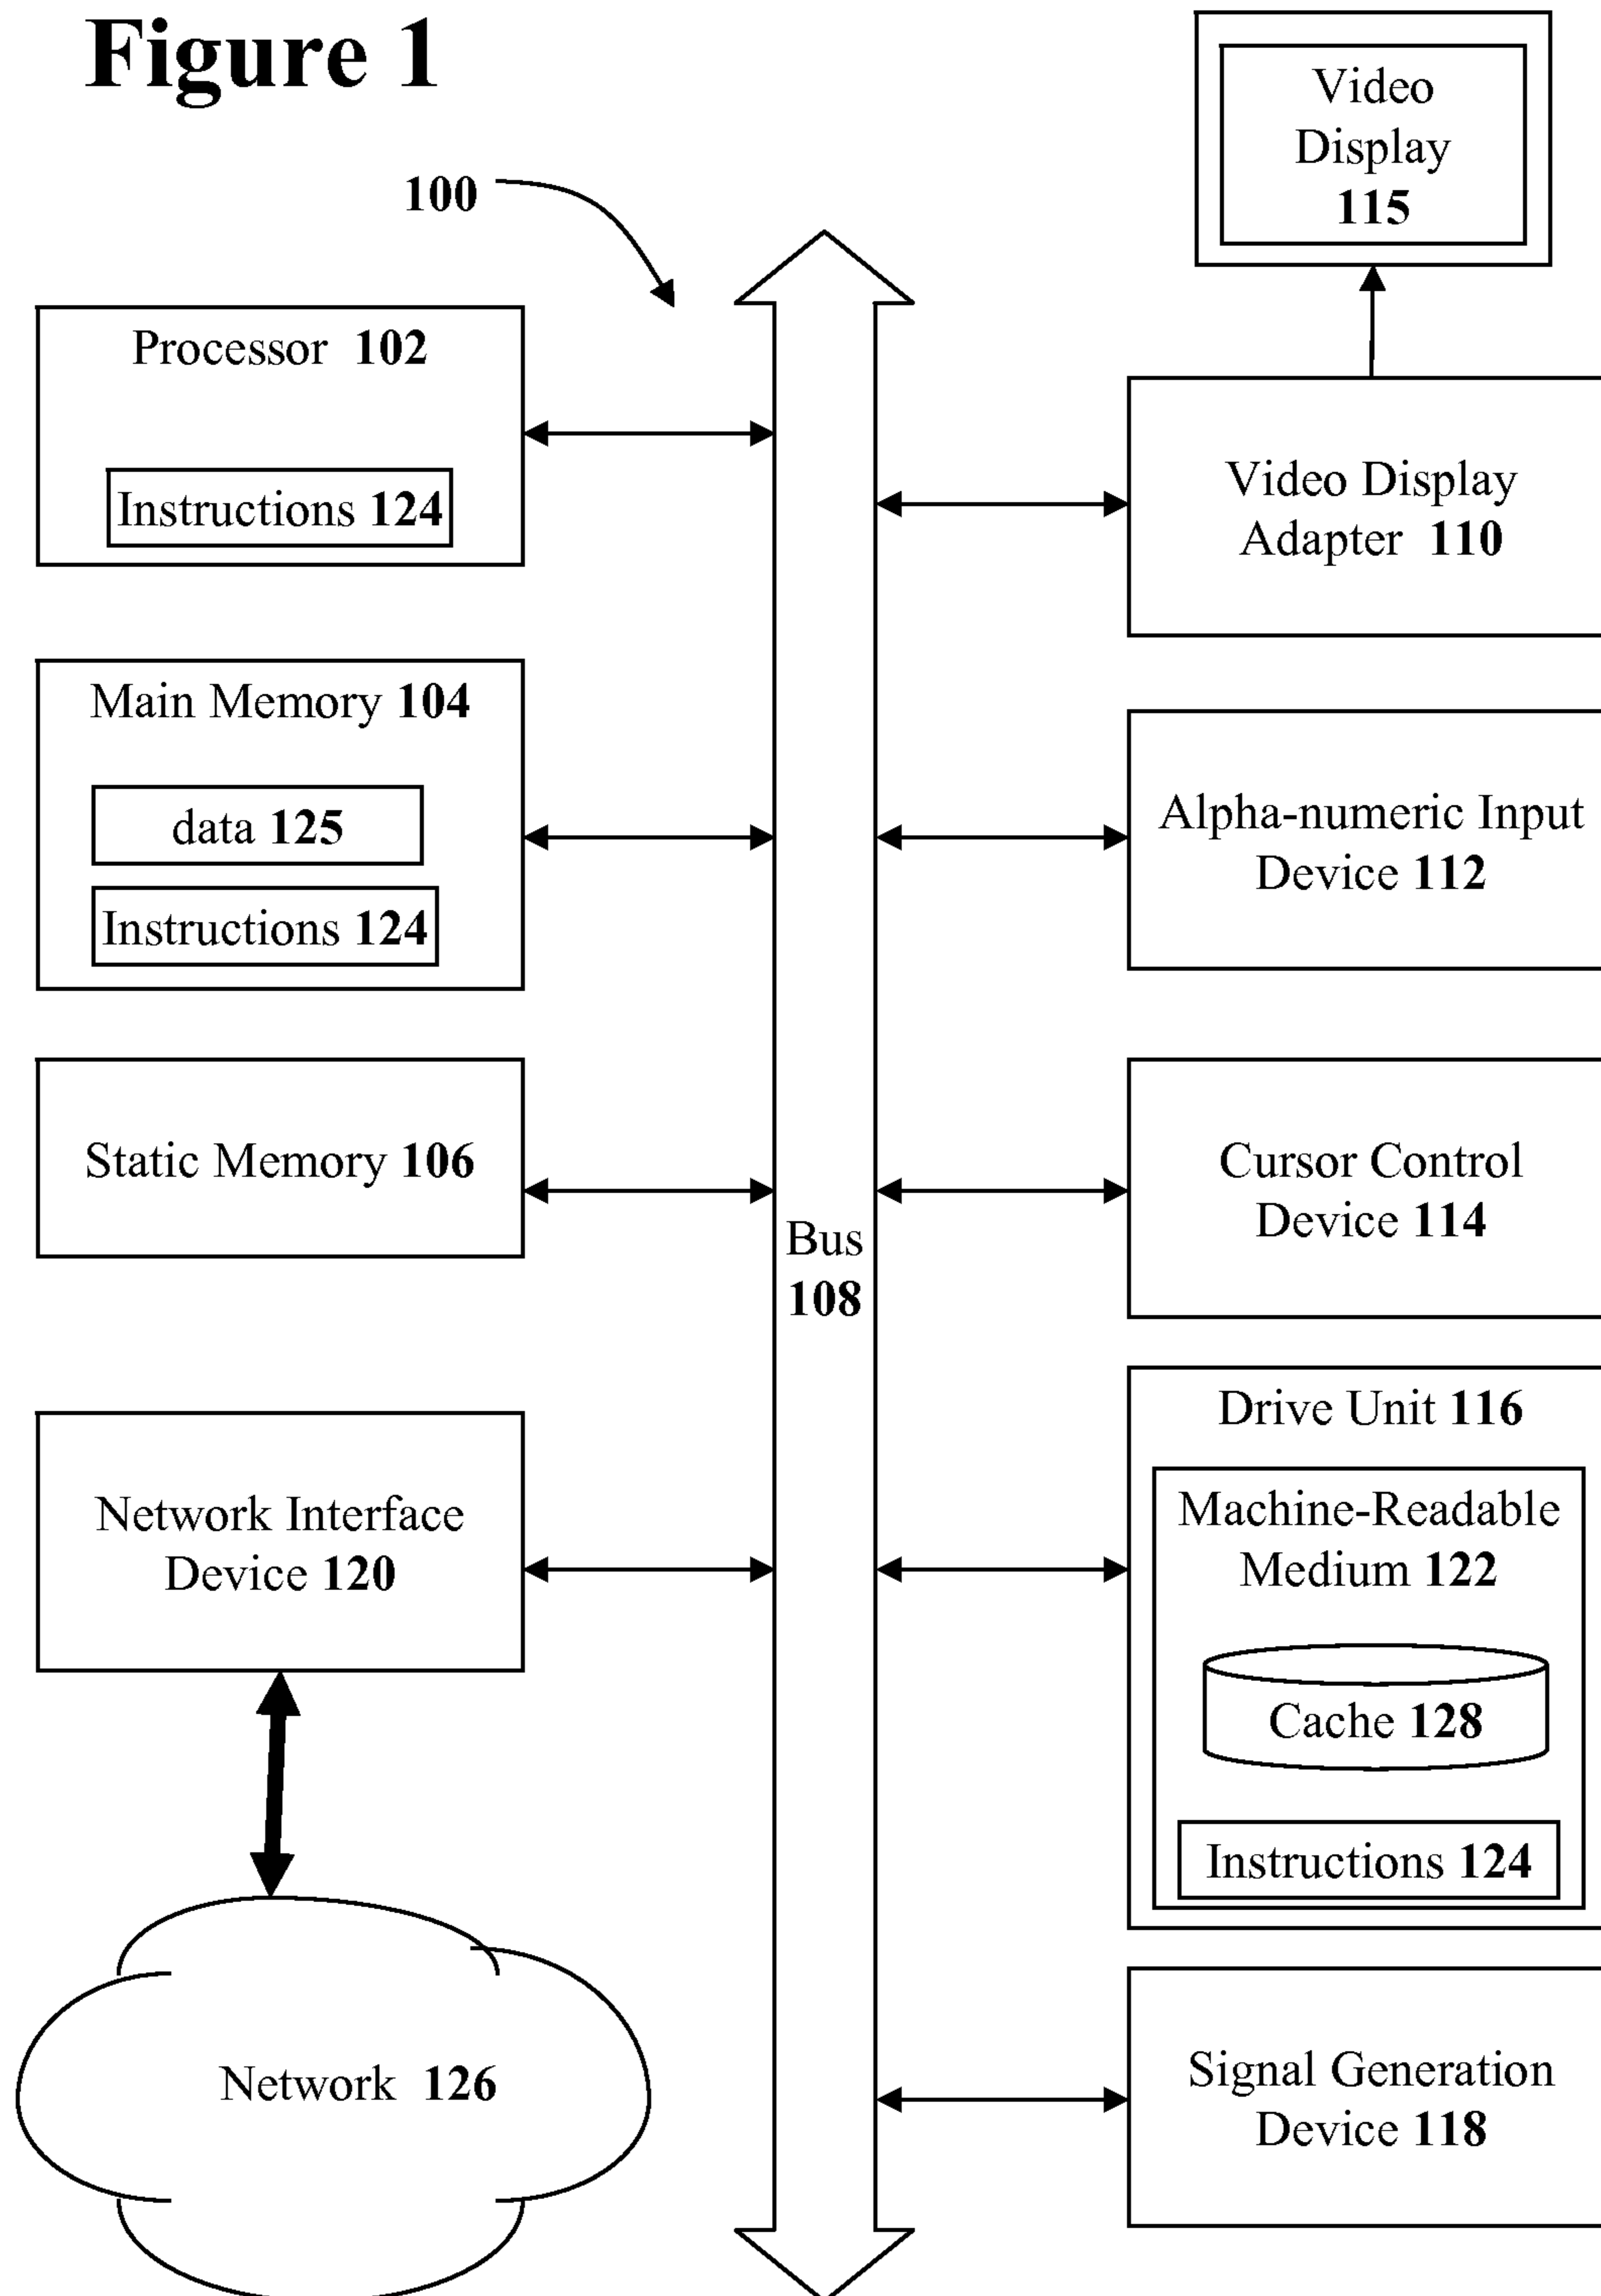 Figure 1
100
Processor 102
Instructions 124
Main Memory 104
data 125
Instructions 124
Static Memory 106
Network Interface
Device 120
Network 126
Bus
108
Video
Display
115
Video Display
Adapter 110
Alpha-numeric Input
Device 112
Cursor Control
Device 114
Drive Unit 116
Machine-Readable
Medium 122
Cache 128
Instructions 124
Signal Generation
Device 118